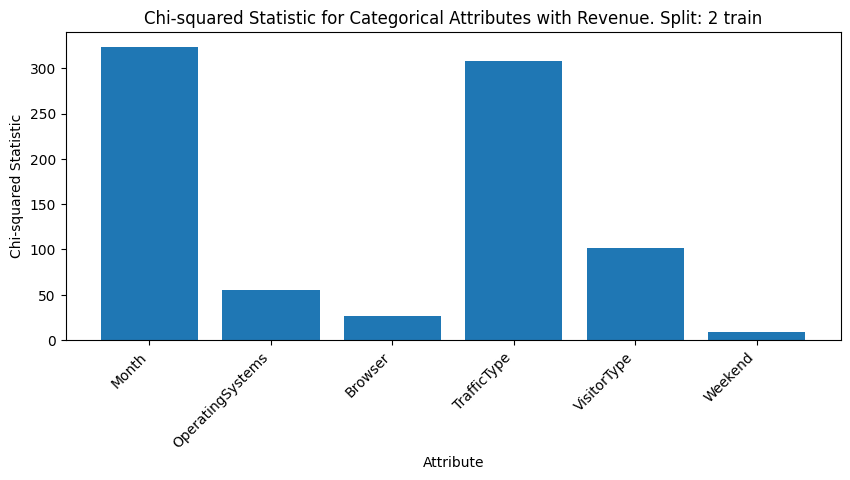 Chi-squared Statistic for Categorical Attributes with Revenue. Split: 2 train
Chi-squared Statistic
300
250
200
150
100
50
0
Month
OperatingSystems
Browser
TrafficType
VisitorType
Weekend
Attribute